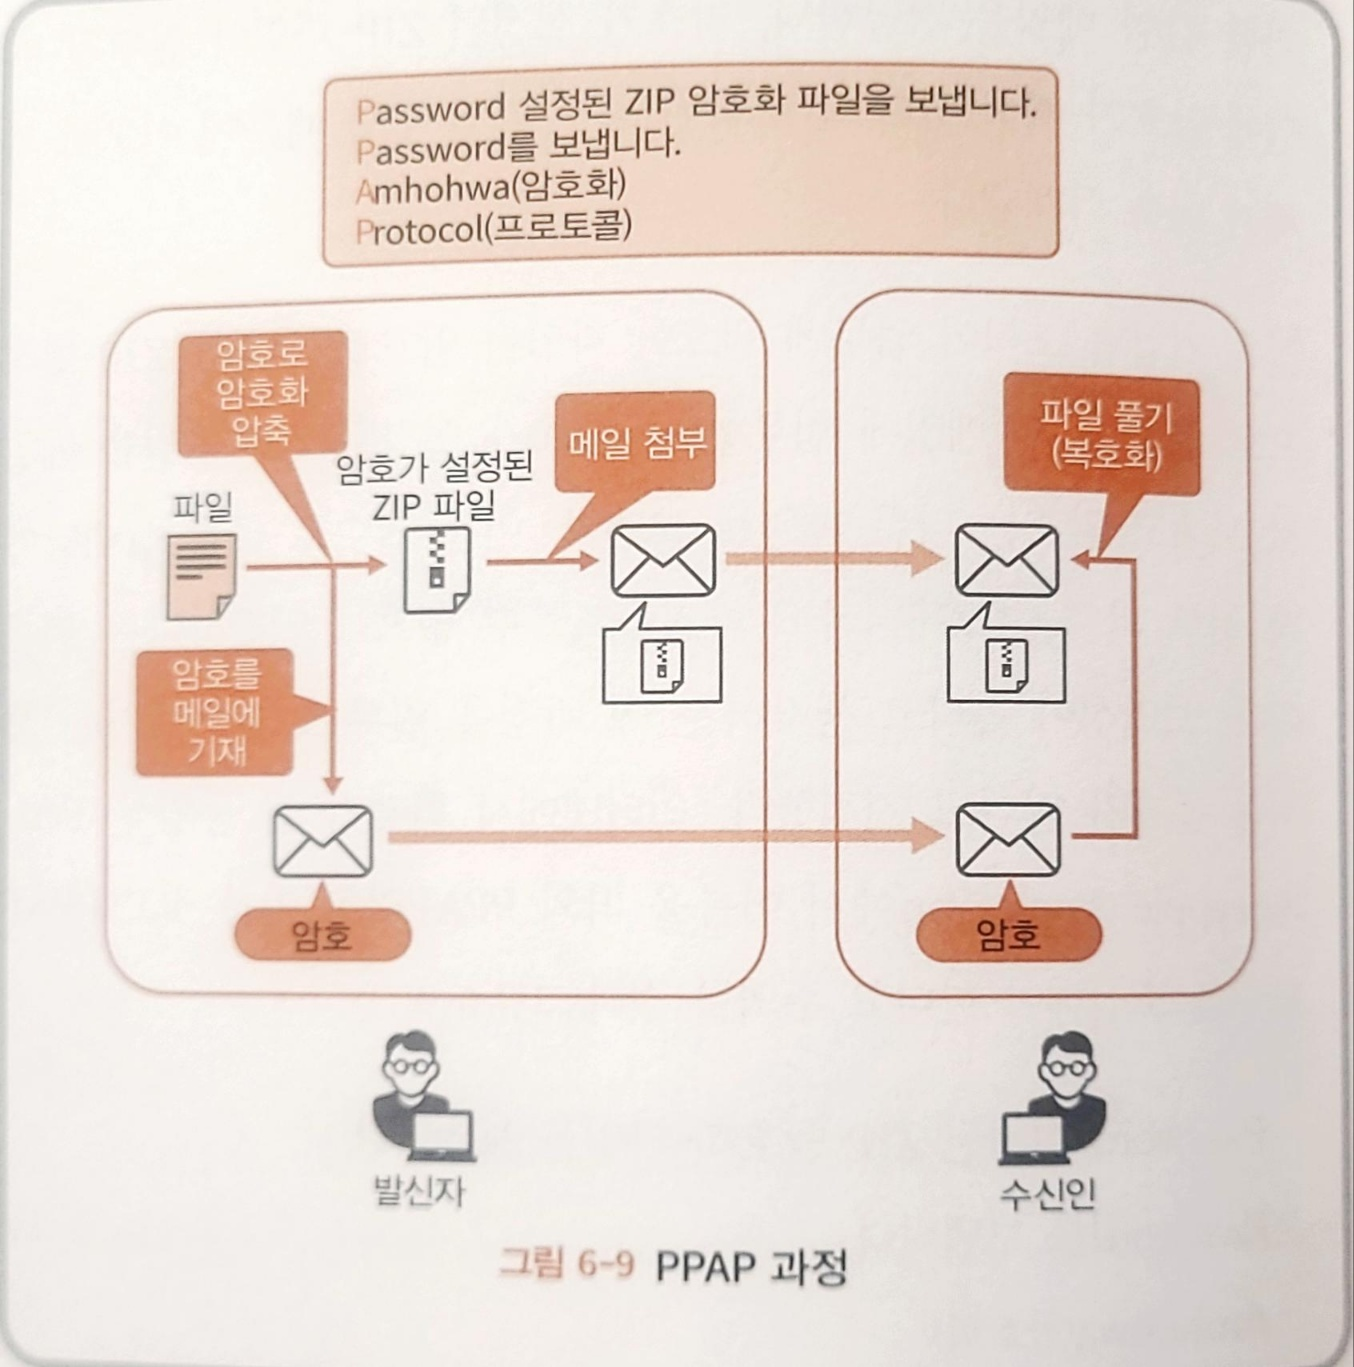 Password 설정된 ZIP 암호화 파일을 보냅니다.
Password를 보냅니다.
Amhohwa(암호화)
Protocol(프로토콜)
암호로
암호화
압축
메일 첨부
파일 풀기
(복호화)
암호가 설정된
ZIP 파일
파일
암호를
메일에
기재
암호
암호
발신자
수신인
그림 6-9 PPAP 과정